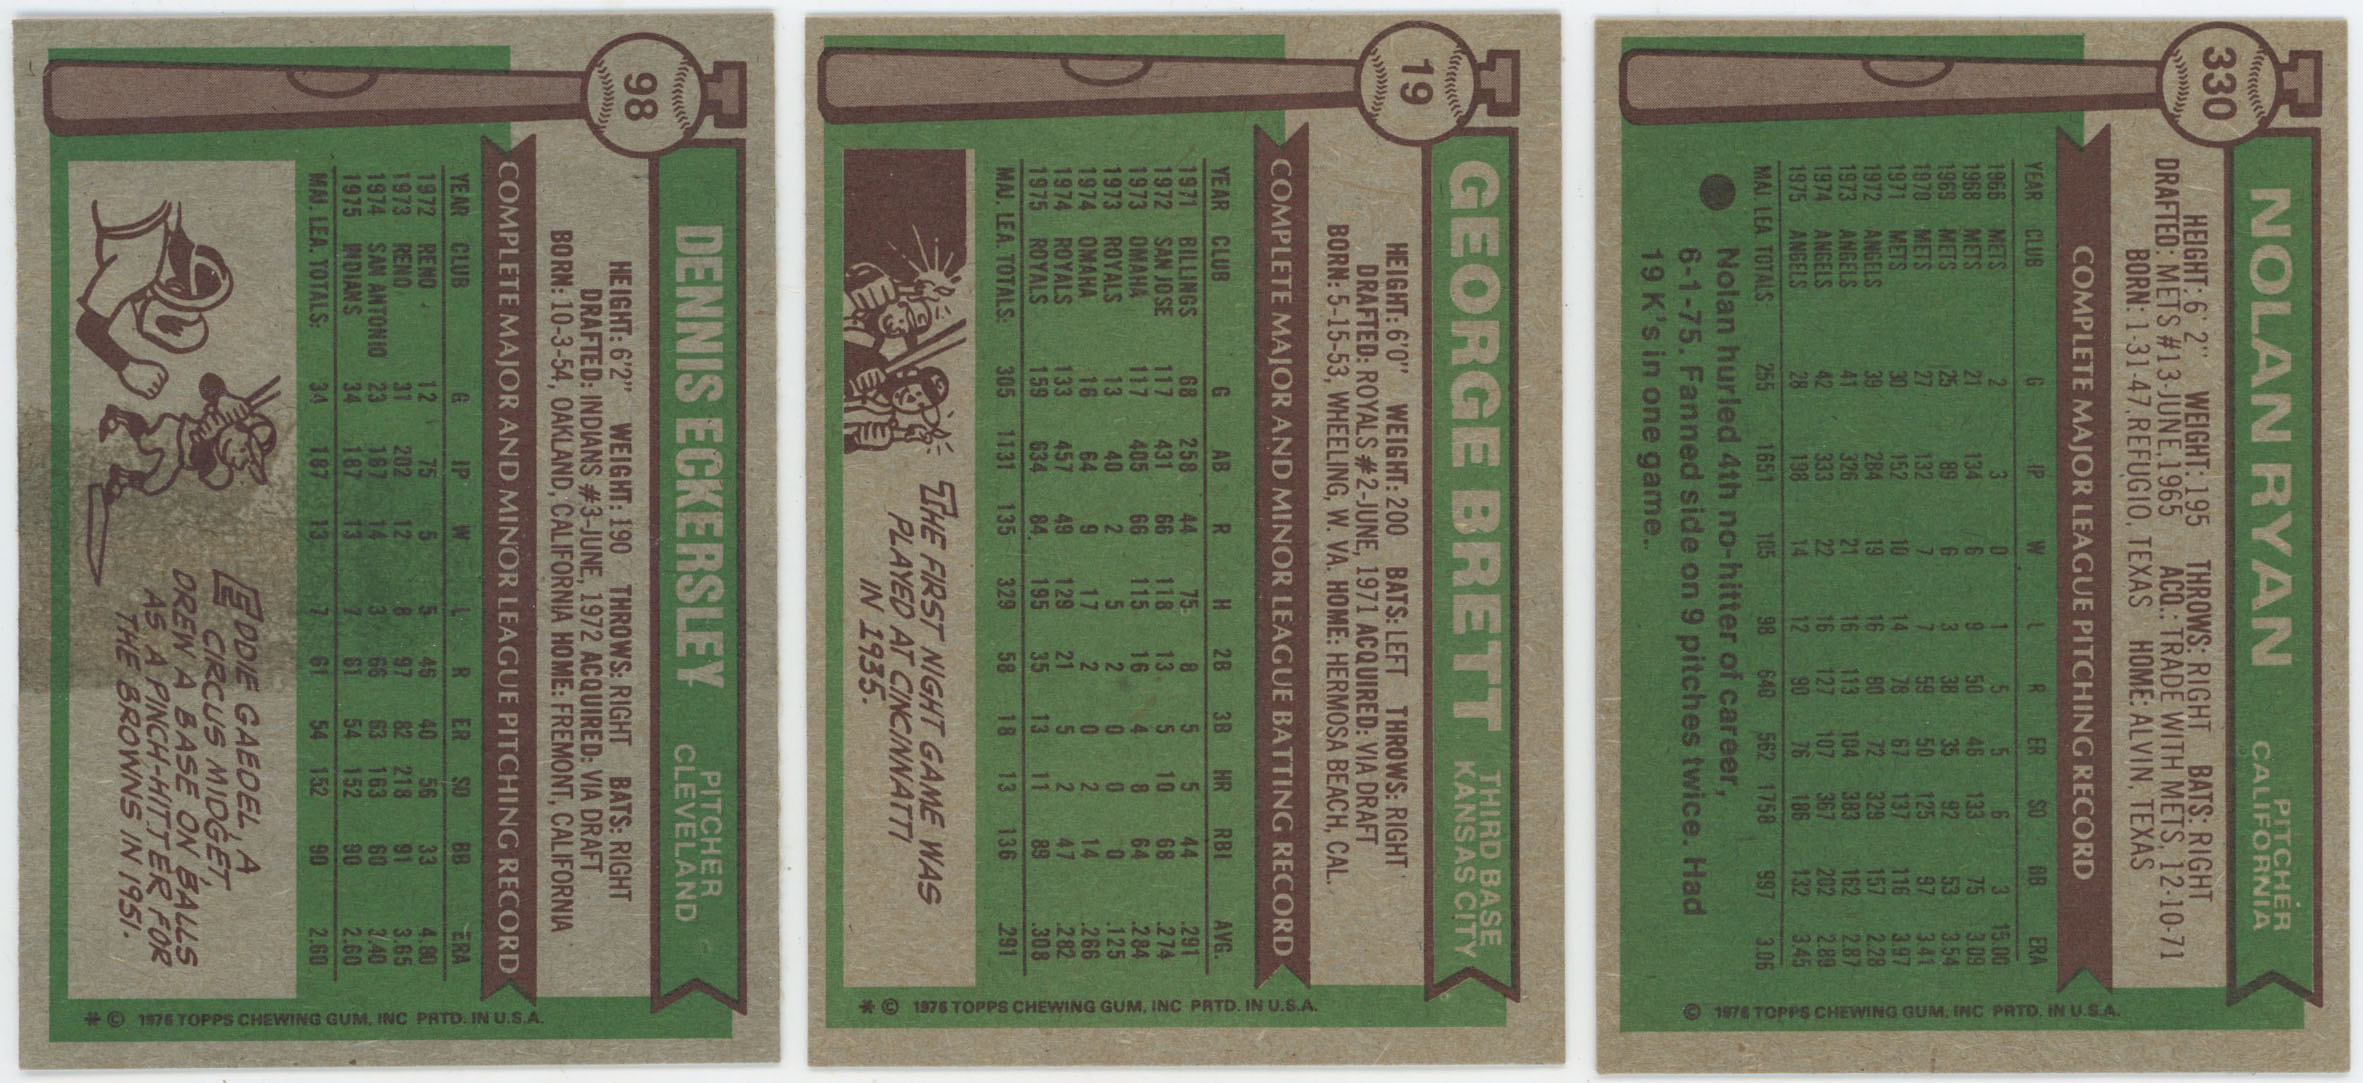 98
DENNIS ECKERSLEY
PITCHER
CLEVELAND
HEIGHT: 6'2" WEIGHT: 190 THROWS: RIGHT BATS: RIGHT
DRAFTED: INDIANS #3-JUNE, 1972 ACQUIRED: VIA DRAFT
BORN: 10-3-54, OAKLAND, CALIFORNIA HOME: FREMONT, CALIFORNIA
COMPLETE MAJOR AND MINOR LEAGUE PITCHING RECORD
YEAR CLUB G IP W L R ER SO BB ERA
1972 RENO 12 75 5 5 46 40 56 33 4.80
1973 RENO 31 202 12 8 97 82 218 91 3.65
1974 SAN ANTONIO 23 167 14 3 66 63 163 60 3.40
1975 INDIANS 34 187 13 7 61 54 152 90 2.60
MAJ. LEA. TOTALS: 34 187 13 7 61 54 152 90 2.60
EDDIE GAEDEL, A
CIRCUS MIDGET,
DREW A BASE ON BALLS
AS A PINCH-HITTER FOR
THE BROWNS IN 1951.
* © 1976 TOPPS CHEWING GUM, INC PRTD. IN U.S.A.
19
GEORGE BRETT
THIRD BASE
KANSAS CITY
HEIGHT: 6'0" WEIGHT: 200 BATS: LEFT THROWS: RIGHT
DRAFTED: ROYALS #2-JUNE, 1971 ACQUIRED: VIA DRAFT
BORN: 5-15-53, WHEELING, W. VA. HOME: HERMOSA BEACH, CAL.
COMPLETE MAJOR AND MINOR LEAGUE BATTING RECORD
YEAR CLUB G AB R H 2B 3B HR RBI AVG.
1971 BILLINGS 68 258 44 75 8 5 5 44 .291
1972 SAN JOSE 117 431 66 118 13 5 10 68 .274
1973 OMAHA 117 405 66 115 16 4 8 64 .284
1973 ROYALS 13 40 2 5 2 0 0 0 .125
1974 OMAHA 16 64 9 17 2 0 2 14 .266
1974 ROYALS 133 457 49 129 21 5 2 47 .282
1975 ROYALS 159 634 84 195 35 13 11 89 .308
MAJ. LEA. TOTALS: 305 1131 135 329 58 18 13 136 .291
THE FIRST NIGHT GAME WAS
PLAYED AT CINCINNATTI
IN 1935.
* © 1976 TOPPS CHEWING GUM, INC PRTD. IN U.S.A.
330
NOLAN RYAN
PITCHER
CALIFORNIA
HEIGHT: 6' 2" WEIGHT: 195 THROWS: RIGHT BATS: RIGHT
DRAFTED: METS #13-JUNE, 1965 ACQ.: TRADE WITH METS, 12-10-71
BORN: 1-31-47, REFUGIO, TEXAS HOME: ALVIN, TEXAS
COMPLETE MAJOR LEAGUE PITCHING RECORD
YEAR CLUB G IP W L R ER SO BB ERA
1966 METS 2 3 0 1 5 5 6 3 15.00
1968 METS 21 134 6 9 50 46 133 75 3.09
1969 METS 25 89 6 3 38 35 92 53 3.54
1970 METS 27 132 7 7 59 50 125 97 3.41
1971 METS 30 152 10 14 78 67 137 116 3.97
1972 ANGELS 39 284 19 16 80 72 329 157 2.28
1973 ANGELS 41 326 21 16 113 104 383 162 2.87
1974 ANGELS 42 333 22 16 127 107 367 202 2.89
1975 ANGELS 28 198 14 12 90 76 186 132 3.45
MAJ. LEA. TOTALS 255 1651 105 98 640 562 1758 997 3.06
Nolan hurled 4th no-hitter of career,
6-1-75. Fanned side on 9 pitches twice. Had
19 K's in one game.
© 1976 TOPPS CHEWING GUM, INC PRTD. IN U.S.A.